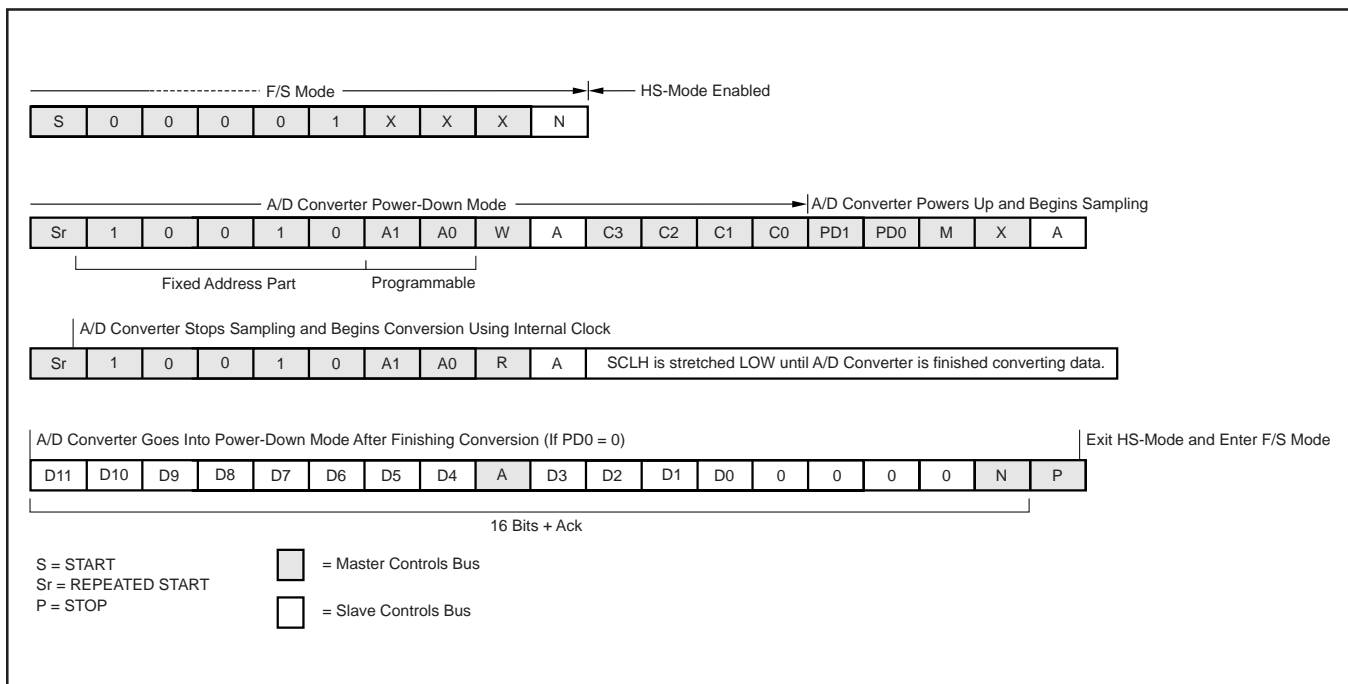 F/S Mode HS-Mode Enabled
S 0 0 0 0 1 X X X N
A/D Converter Power-Down Mode A/D Converter Powers Up and Begins Sampling
Sr 1 0 0 1 0 A1 A0 W A C3 C2 C1 C0 PD1 PD0 M X A
Fixed Address Part Programmable
A/D Converter Stops Sampling and Begins Conversion Using Internal Clock
Sr 1 0 0 1 0 A1 A0 R A SCLH is stretched LOW until A/D Converter is finished converting data.
A/D Converter Goes Into Power-Down Mode After Finishing Conversion (If PD0 = 0) Exit HS-Mode and Enter F/S Mode
D11 D10 D9 D8 D7 D6 D5 D4 A D3 D2 D1 D0 0 0 0 0 N P
16 Bits + Ack
S = START
Sr = REPEATED START
P = STOP
= Master Controls Bus
= Slave Controls Bus